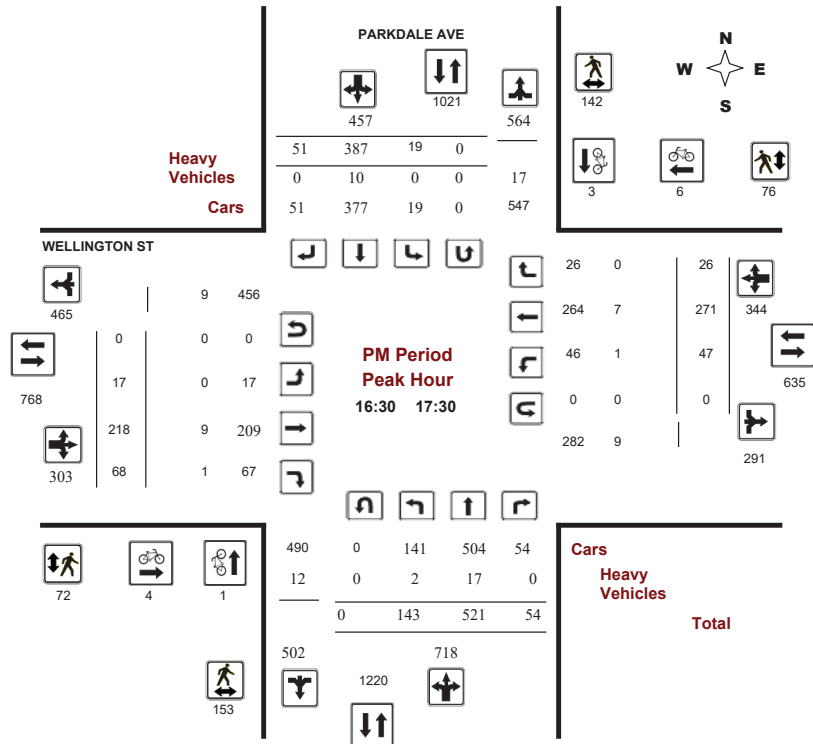 PARKDALE AVE
N
W E
S
1021
142
457 564
51 387 19 0
Heavy
Vehicles
0 10 0 0 17
3 6 76
Cars 51 377 19 0 547
WELLINGTON ST
26 0 26
9 456
465 264 7 271 344
0 0 0
PM Period
46 1 47
Peak Hour
768 17 0 17 635
16:30 17:30
0 0 0
218 9 209
282 9
291
303 68 1 67
490 0 141 504 54 Cars
12 0 2 17 0 Heavy
Vehicles
72 4 1
0 143 521 54 Total
502 718
1220
153